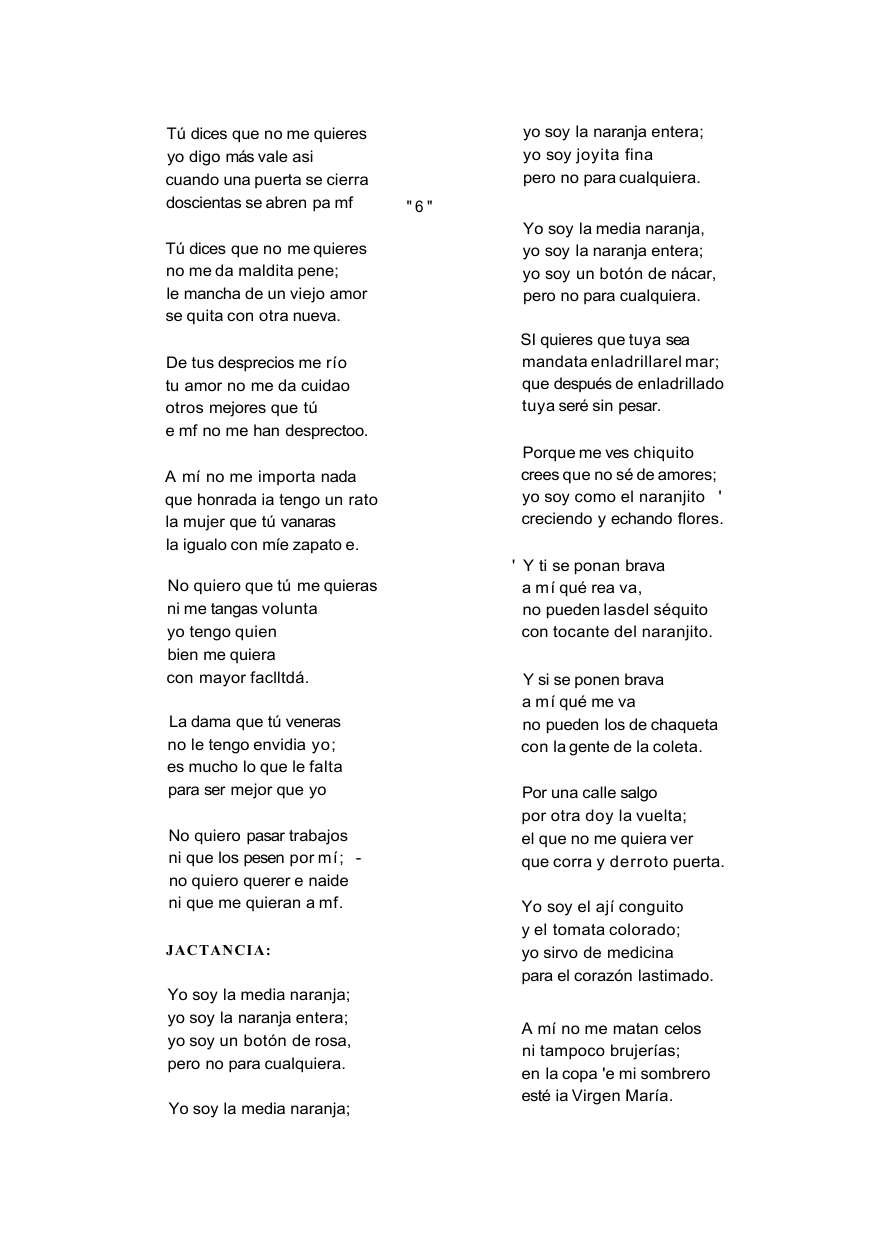 Tú dices que no me quieres
yo digo más vale asi
cuando una puerta se cierra
doscientas se abren pa mf
"6"
Tú dices que no me quieres
no me da maldita pene;
le mancha de un viejo amor
se quita con otra nueva.
De tus desprecios me río
tu amor no me da cuidao
otros mejores que tú
e mf no me han desprectoo.
A mí no me importa nada
que honrada ia tengo un rato
la mujer que tú vanaras
la igualo con míe zapato e.
No quiero que tú me quieras
ni me tangas volunta
yo tengo quien
bien me quiera
con mayor faclltdá.
La dama que tú veneras
no le tengo envidia yo;
es mucho lo que le falta
para ser mejor que yo
No quiero pasar trabajos
ni que los pesen por mí; -
no quiero querer e naide
ni que me quieran a mf.
JACTANCIA:
Yo soy la media naranja;
yo soy la naranja entera;
yo soy un botón de rosa,
pero no para cualquiera.
Yo soy la media naranja;
yo soy la naranja entera;
yo soy joyita fina
pero no para cualquiera.
Yo soy la media naranja,
yo soy la naranja entera;
yo soy un botón de nácar,
pero no para cualquiera.
SI quieres que tuya sea
mandata enladrillarel mar;
que después de enladrillado
tuya seré sin pesar.
Porque me ves chiquito
crees que no sé de amores;
yo soy como el naranjito '
creciendo y echando flores.
' Y ti se ponan brava
a mí qué rea va,
no pueden lasdel séquito
con tocante del naranjito.
Y si se ponen brava
a mí qué me va
no pueden los de chaqueta
con la gente de la coleta.
Por una calle salgo
por otra doy la vuelta;
el que no me quiera ver
que corra y derroto puerta.
Yo soy el ají conguito
y el tomata colorado;
yo sirvo de medicina
para el corazón lastimado.
A mí no me matan celos
ni tampoco brujerías;
en la copa 'e mi sombrero
esté ia Virgen María.